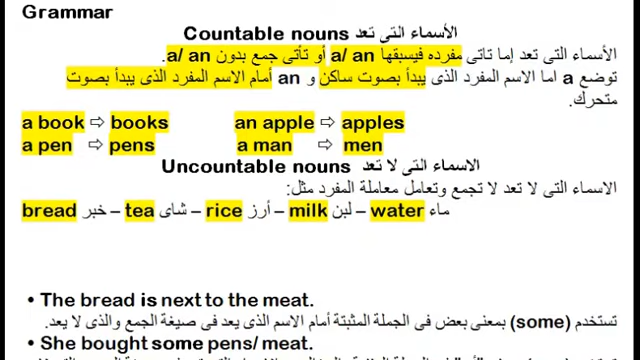 Grammar
Countable nouns الأسماء التى تعد
الأسماء التى تعد إما تاتى مفرده فيسبقها a/ an أو تأتى جمع بدون a/ an.
توضع a اما الاسم المفرد الذى يبدأ بصوت ساكن و an أمام الاسم المفرد الذى يبدأ بصوت
متحرك.
a book ⇨ books an apple ⇨ apples
a pen ⇨ pens a man ⇨ men
Uncountable nouns الاسماء التى لا تعد
الاسماء التى لا تعد لا تجمع وتعامل معاملة المفرد مثل:
ماء water – لبن milk – أرز rice – شاى tea – خبر bread
• The bread is next to the meat.
تستخدم (some) بمعنى بعض فى الجملة المثبتة أمام الاسم الذى يعد فى صيغة الجمع والذى لا يعد.
• She bought some pens/ meat.